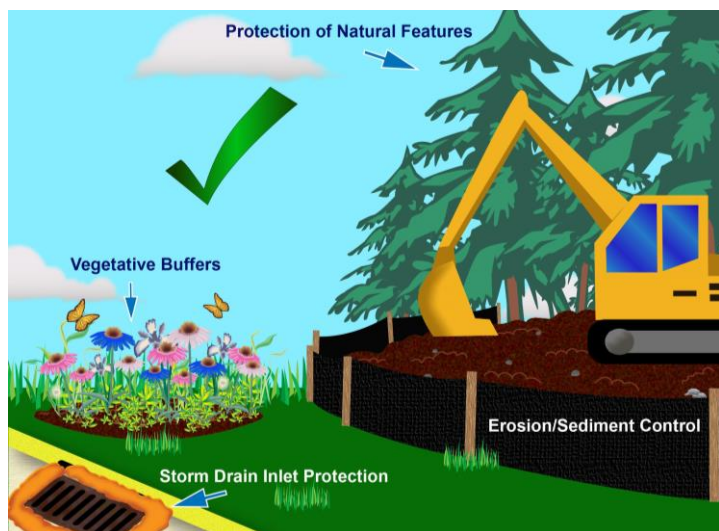 Protection of Natural Features
Vegetative Buffers
Erosion/Sediment Control
Storm Drain Inlet Protection